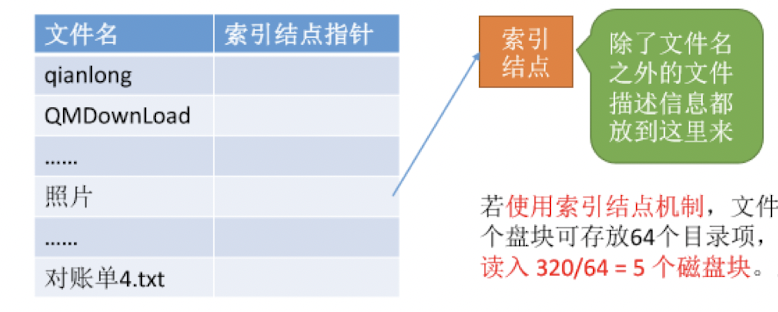 文件名 索引结点指针
qianlong
QMDownLoad
......
照片
......
对账单4.txt
索引
结点
除了文件名
之外的文件
描述信息都
放到这里来
若使用索引结点机制，文件
个盘块可存放64个目录项，
读入 320/64 = 5 个磁盘块。